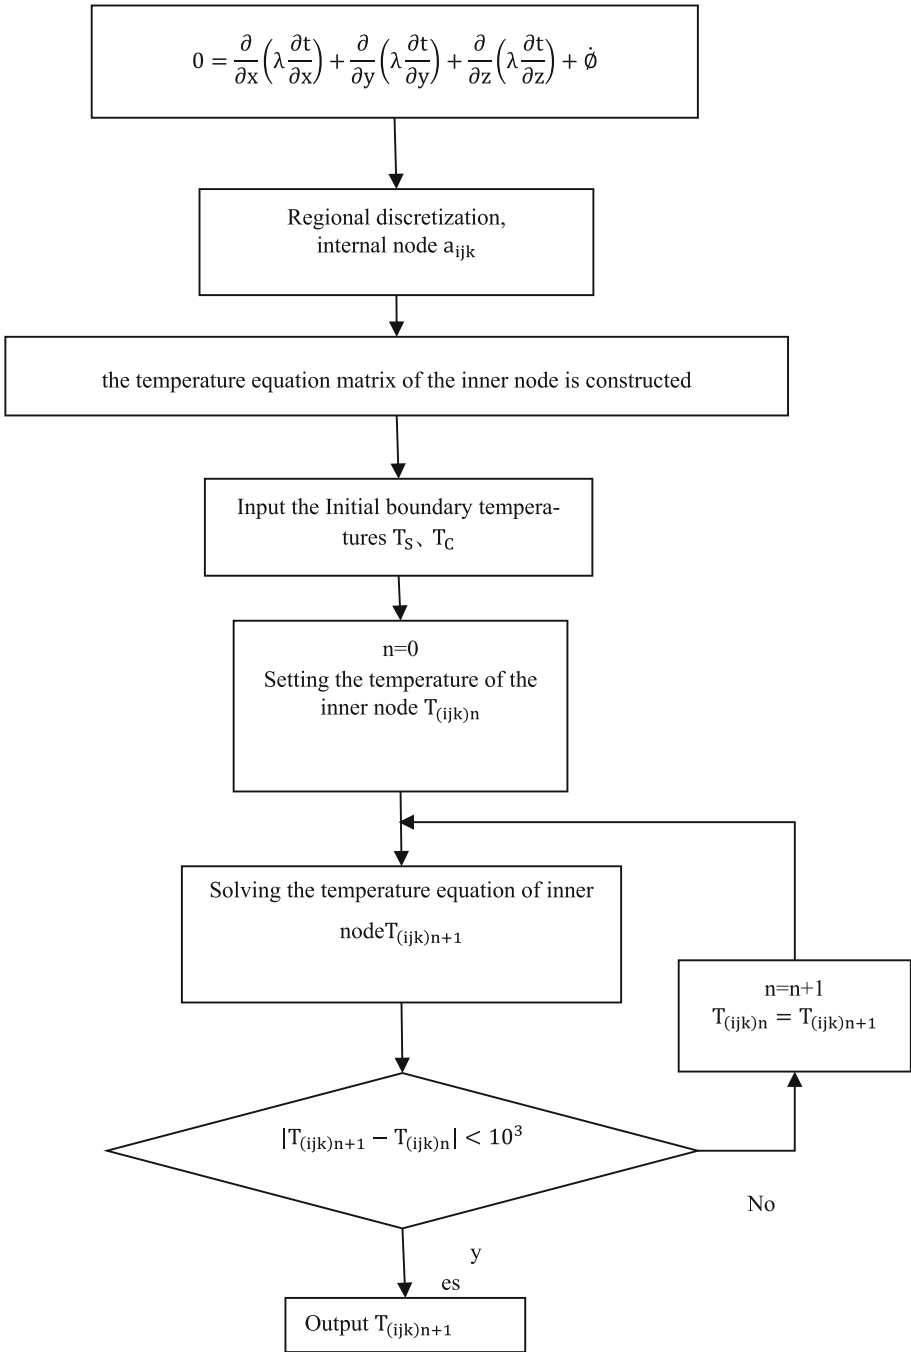 0 = ∂/∂x (λ ∂t/∂x) + ∂/∂y (λ ∂t/∂y) + ∂/∂z (λ ∂t/∂z) + ∅̇
Regional discretization,
internal node a_ijk
the temperature equation matrix of the inner node is constructed
Input the Initial boundary tempera-
tures T_S、T_C
n=0
Setting the temperature of the
inner node T_(ijk)n
Solving the temperature equation of inner
nodeT_(ijk)n+1
n=n+1
T_(ijk)n = T_(ijk)n+1
|T_(ijk)n+1 − T_(ijk)n| < 10³
No
y
es
Output T_(ijk)n+1